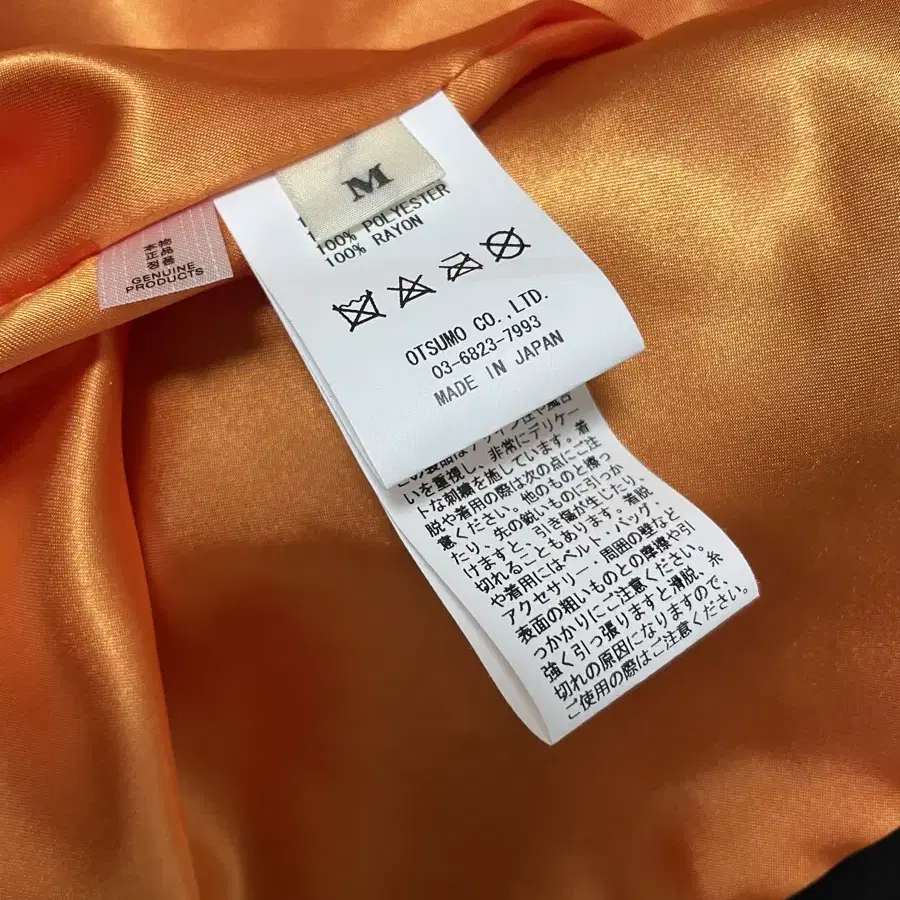 M
100% POLYESTER
100% RAYON
OTSUMO CO.,LTD.
03-6823-7993
MADE IN JAPAN
本物
正品
정품
GENUINE
PRODUCTS
いを重視し、非常にデリケー
トな刺繍を施しています。着
脱や着用の際は次の点にご注
意ください。他のものと擦っ
たり、先の鋭いものに引っか
けますと、引き傷が生じたり、
切れることもあります。着脱
や着用にはベルト・バッグ・
アクセサリー・周囲の壁など
表面の粗いものとの摩擦や引
っかかりにご注意ください。
強く引っ張りますと滑脱、糸
切れの原因になりますので、
ご使用の際はご注意ください。